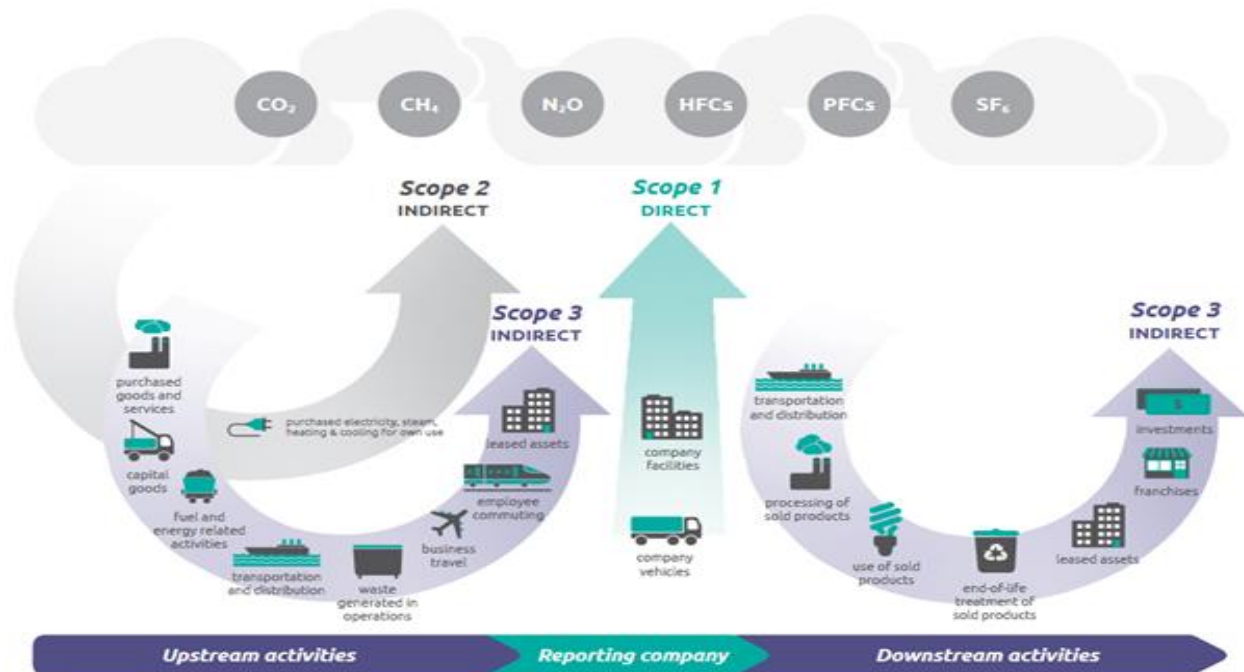 CO₂
CH₄
N₂O
HFCs
PFCs
SF₆
Scope 2
INDIRECT
Scope 1
DIRECT
Scope 3
INDIRECT
Scope 3
INDIRECT
purchased
goods and
services
capital
goods
fuel and
energy related
activities
transportation
and distribution
waste
generated in
operations
business
travel
employee
commuting
leased assets
purchased electricity, steam,
heating & cooling for own use
company
facilities
company
vehicles
transportation
and distribution
processing of
sold products
use of sold
products
end-of-life
treatment of
sold products
leased assets
franchises
$
investments
Upstream activities
Reporting company
Downstream activities